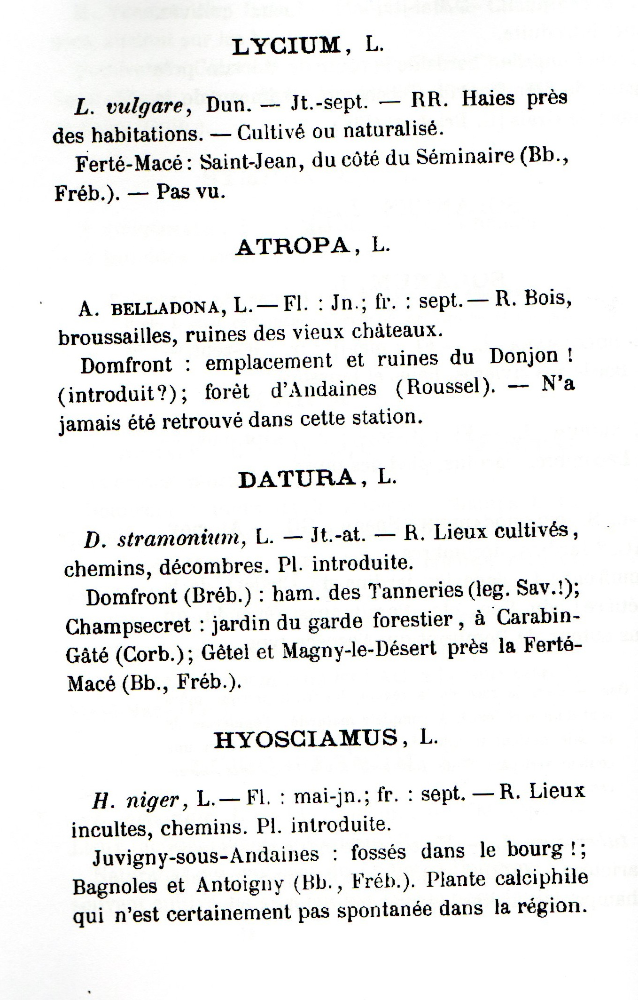 LYCIUM, L.
L. vulgare, Dun. — Jt.-sept. — RR. Haies près
des habitations. — Cultivé ou naturalisé.
Ferté-Macé : Saint-Jean, du côté du Séminaire (Bb.,
Fréb.). — Pas vu.
ATROPA, L.
A. BELLADONA, L. — Fl. : Jn.; fr. : sept. — R. Bois,
broussailles, ruines des vieux châteaux.
Domfront : emplacement et ruines du Donjon !
(introduit?); forêt d'Andaines (Roussel). — N'a
jamais été retrouvé dans cette station.
DATURA, L.
D. stramonium, L. — Jt.-at. — R. Lieux cultivés,
chemins, décombres. Pl. introduite.
Domfront (Bréb.) : ham. des Tanneries (leg. Sav.!);
Champsecret : jardin du garde forestier, à Carabin-
Gâté (Corb.); Gêtel et Magny-le-Désert près la Ferté-
Macé (Bb., Fréb.).
HYOSCIAMUS, L.
H. niger, L. — Fl. : mai-jn.; fr. : sept. — R. Lieux
incultes, chemins. Pl. introduite.
Juvigny-sous-Andaines : fossés dans le bourg !;
Bagnoles et Antoigny (Bb., Fréb.). Plante calciphile
qui n'est certainement pas spontanée dans la région.